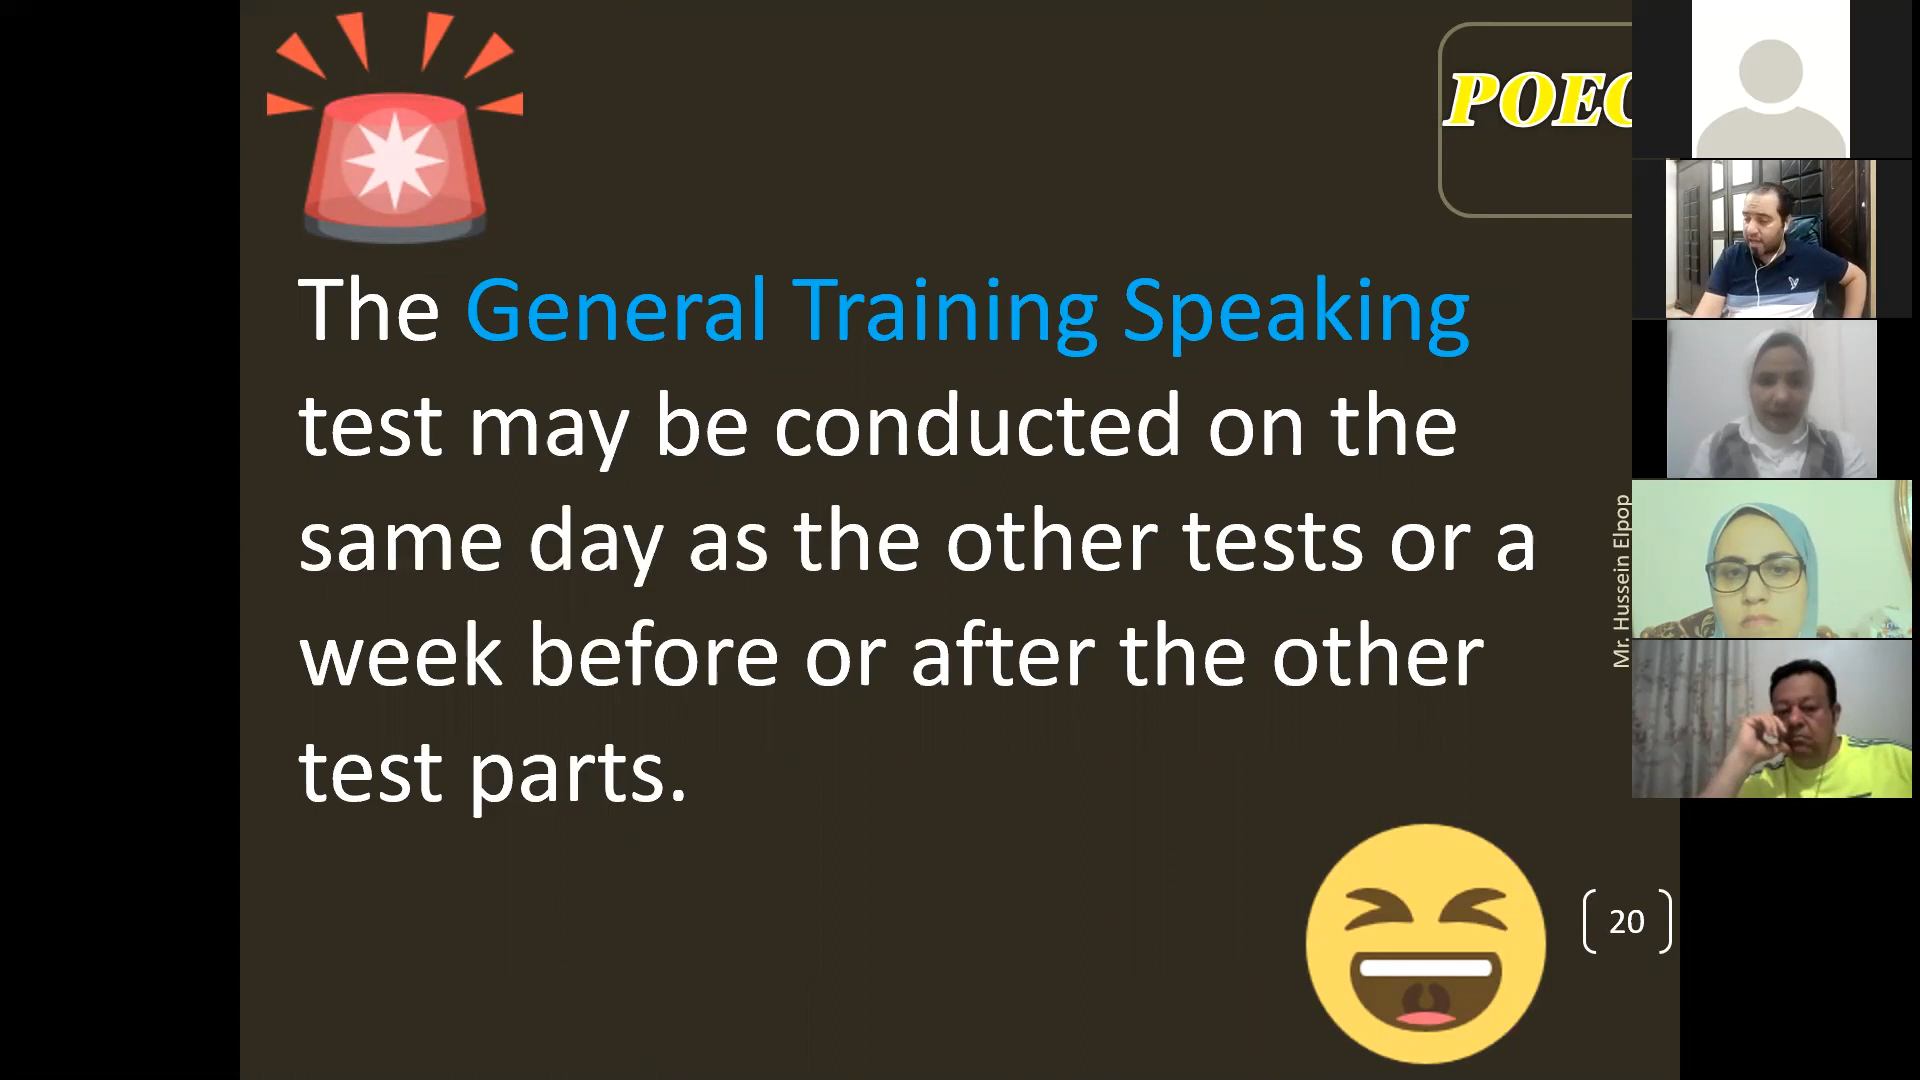 POEC
The General Training Speaking
test may be conducted on the
same day as the other tests or a
week before or after the other
test parts.
Mr. Hussein Elpop
20